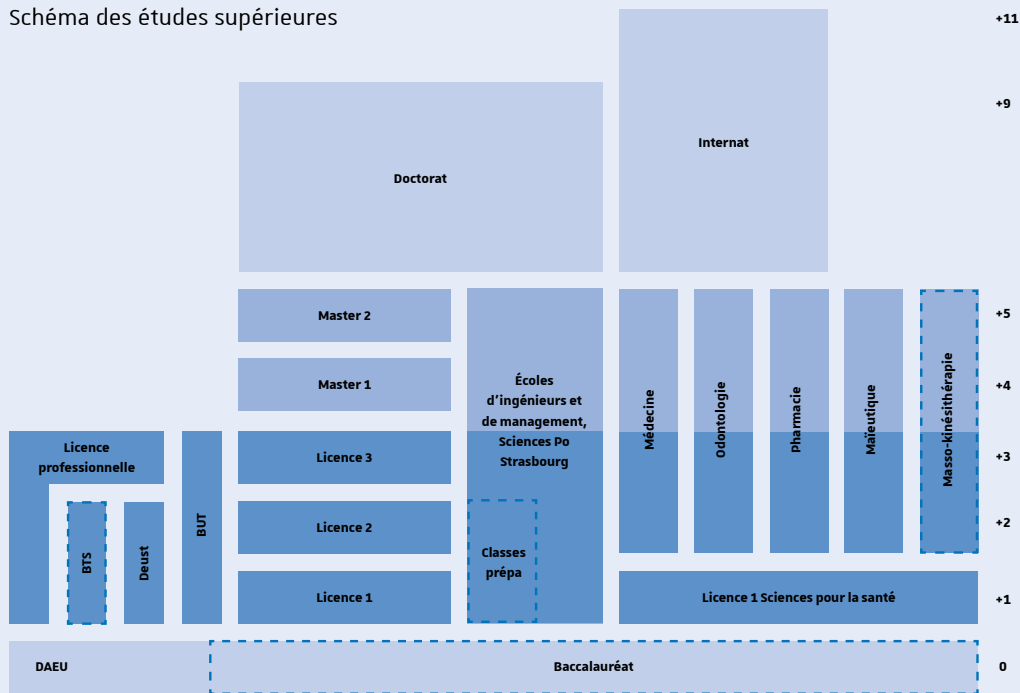 Schéma des études supérieures
+11
+9
Internat
Doctorat
Master 2
+5
Master 1
+4
Écoles
d'ingénieurs et
de management,
Sciences Po
Strasbourg
Médecine
Odontologie
Pharmacie
Maïeutique
Masso-kinésithérapie
Licence
professionnelle
Licence 3
+3
BTS
Deust
BUT
Licence 2
+2
Classes
prépa
Licence 1
Licence 1 Sciences pour la santé
+1
DAEU
Baccalauréat
0